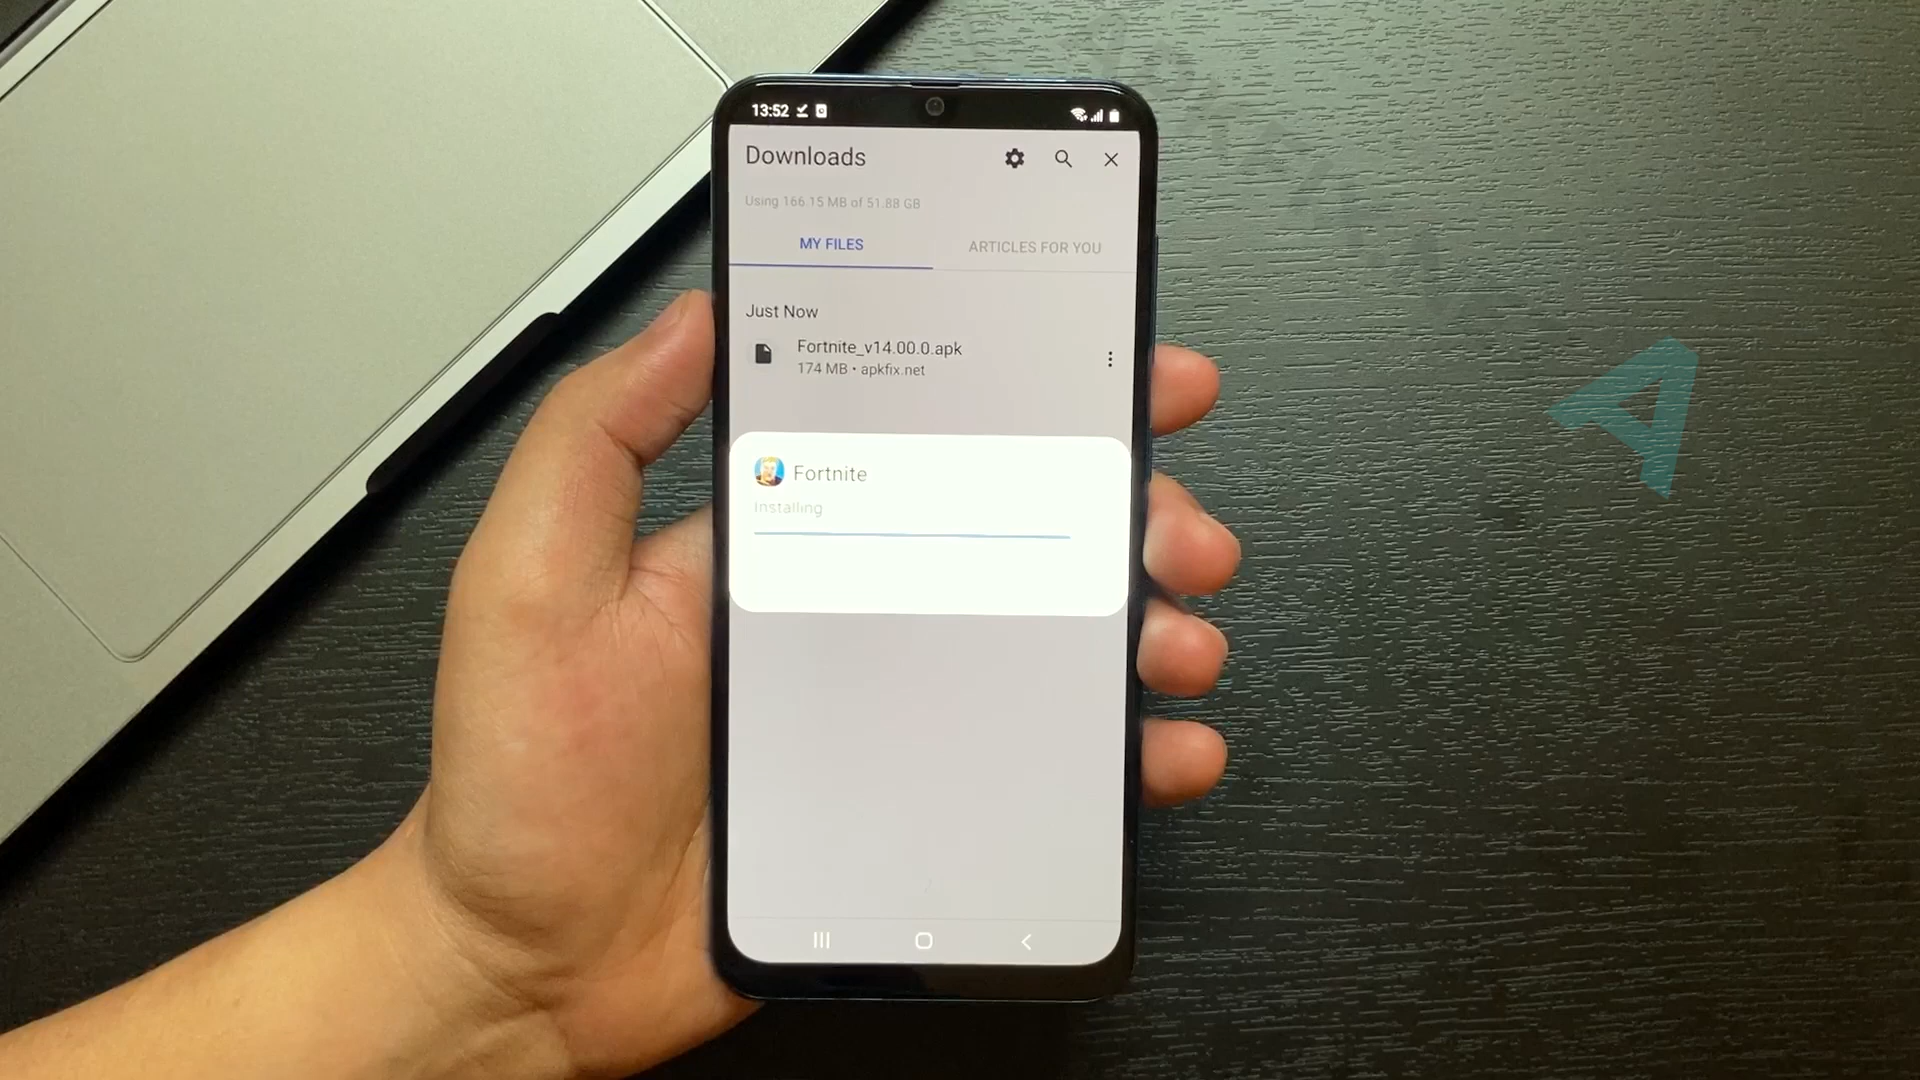 13:52
Downloads
Using 166.15 MB of 51.88 GB
MY FILES
ARTICLES FOR YOU
Just Now
Fortnite_v14.00.0.apk
174 MB • apkfix.net
Fortnite
Installing
A